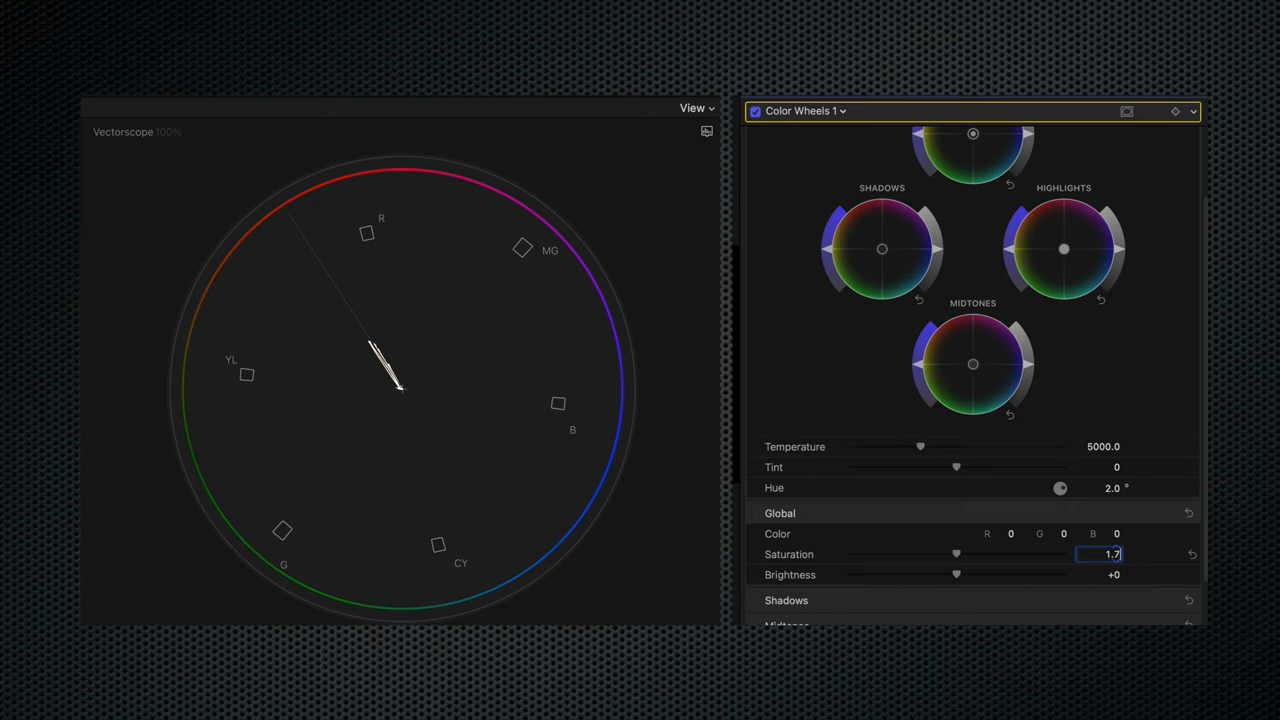 View
Vectorscope 100%
R
MG
YL
B
G
CY
Color Wheels 1
SHADOWS
HIGHLIGHTS
MIDTONES
Temperature 5000.0
Tint 0
Hue 2.0 °
Global
Color R 0 G 0 B 0
Saturation 1.7
Brightness +0
Shadows
Midtones